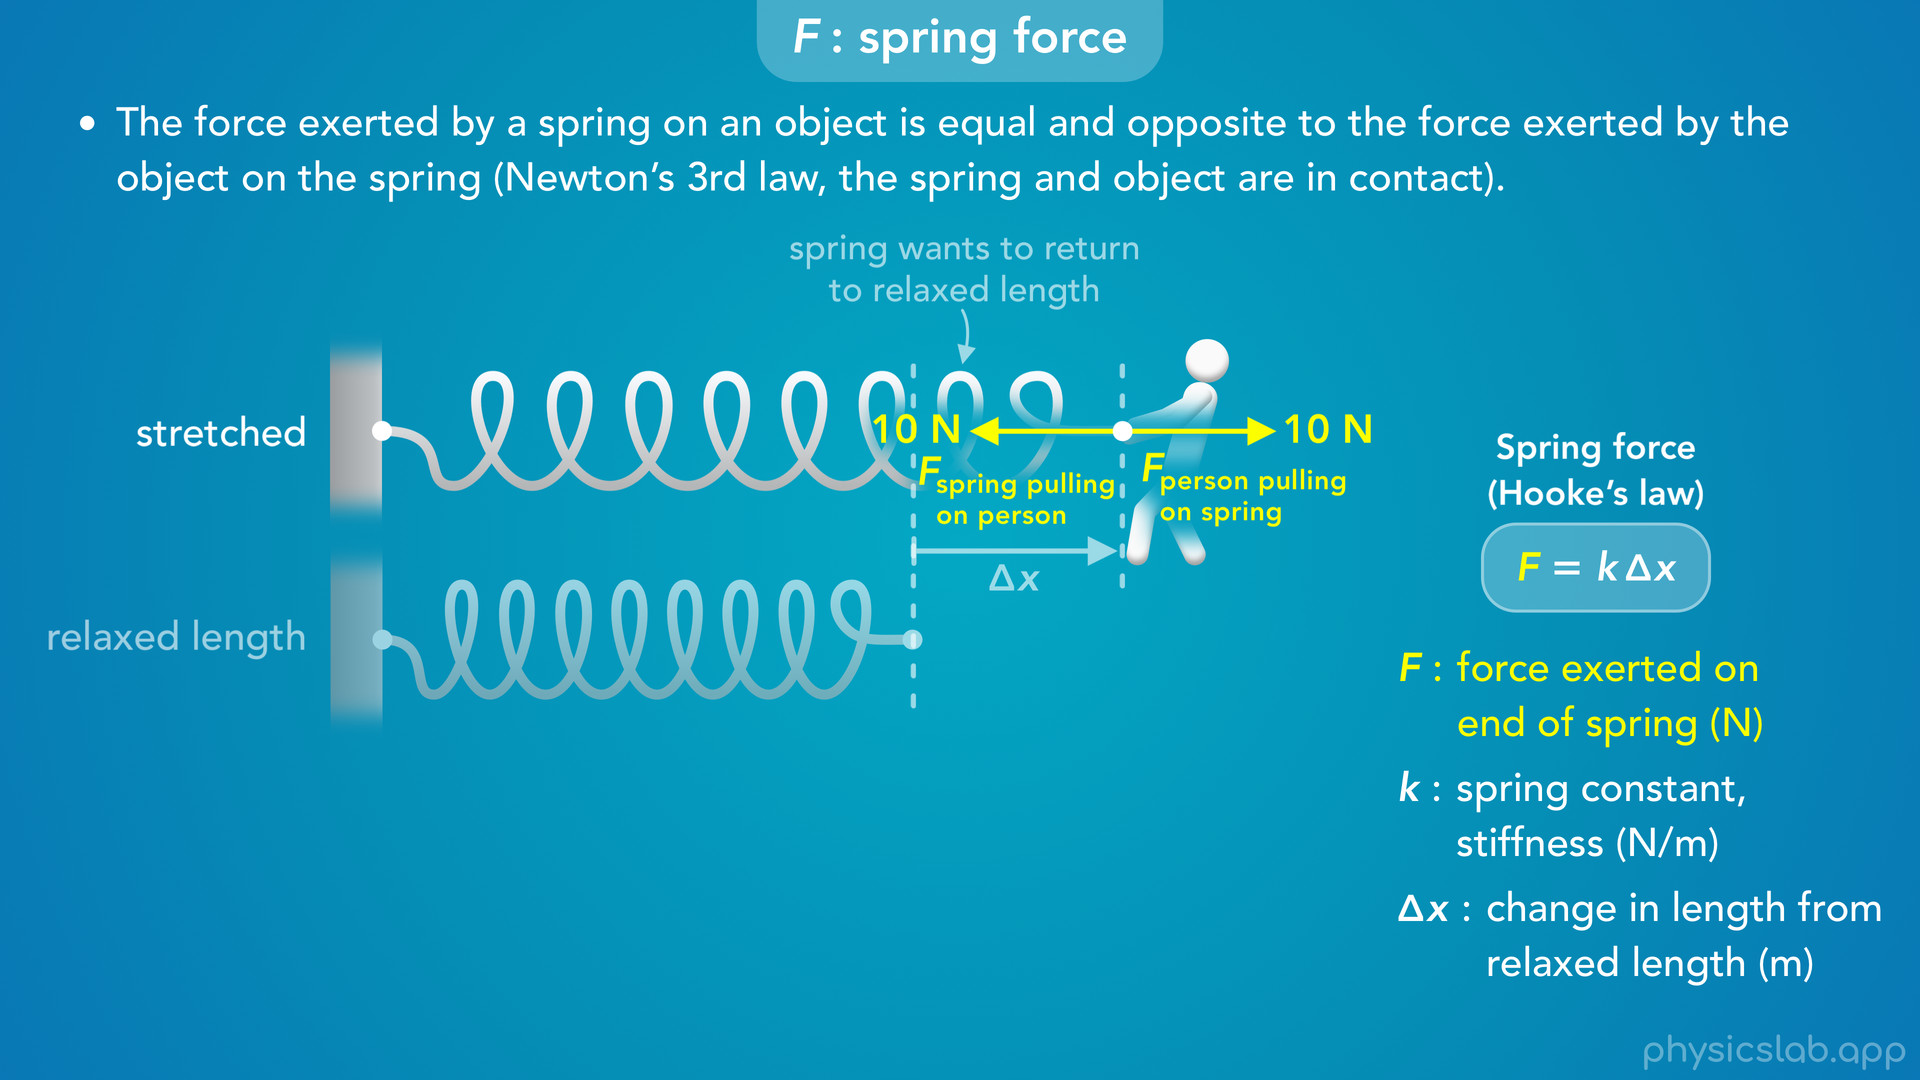 F : spring force
• The force exerted by a spring on an object is equal and opposite to the force exerted by the
object on the spring (Newton’s 3rd law, the spring and object are in contact).
spring wants to return
to relaxed length
stretched
10 N
10 N
F spring pulling
on person
F person pulling
on spring
Δx
relaxed length
Spring force
(Hooke’s law)
F = k Δx
F : force exerted on
end of spring (N)
k : spring constant,
stiffness (N/m)
Δx : change in length from
relaxed length (m)
physicslab.app